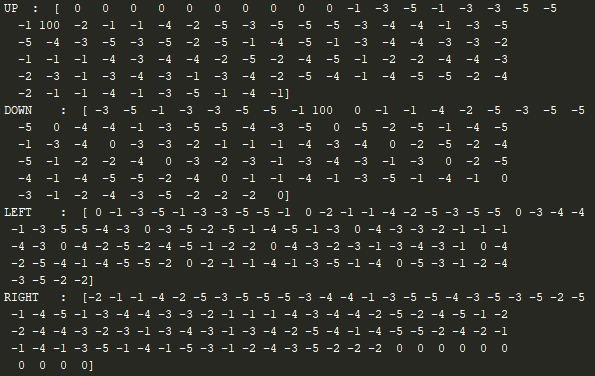 UP : [ 0 0 0 0 0 0 0 0 0 0 -1 -3 -5 -1 -3 -3 -5 -5
-1 100 -2 -1 -1 -4 -2 -5 -3 -5 -5 -5 -3 -4 -4 -1 -3 -5
-5 -4 -3 -5 -3 -5 -2 -5 -1 -4 -5 -1 -3 -4 -4 -3 -3 -2
-1 -1 -1 -4 -3 -4 -4 -2 -5 -2 -4 -5 -1 -2 -2 -4 -4 -3
-2 -3 -1 -3 -4 -3 -1 -3 -4 -2 -5 -4 -1 -4 -5 -5 -2 -4
-2 -1 -1 -4 -1 -3 -5 -1 -4 -1]
DOWN : [ -3 -5 -1 -3 -3 -5 -5 -1 100 0 -1 -1 -4 -2 -5 -3 -5 -5
-5 0 -4 -4 -1 -3 -5 -5 -4 -3 -5 0 -5 -2 -5 -1 -4 -5
-1 -3 -4 0 -3 -3 -2 -1 -1 -1 -4 -3 -4 0 -2 -5 -2 -4
-5 -1 -2 -2 -4 0 -3 -2 -3 -1 -3 -4 -3 -1 -3 0 -2 -5
-4 -1 -4 -5 -5 -2 -4 0 -1 -1 -4 -1 -3 -5 -1 -4 -1 0
-3 -1 -2 -4 -3 -5 -2 -2 -2 0]
LEFT : [ 0 -1 -3 -5 -1 -3 -3 -5 -5 -1 0 -2 -1 -1 -4 -2 -5 -3 -5 -5 0 -3 -4 -4
-1 -3 -5 -5 -4 -3 0 -3 -5 -2 -5 -1 -4 -5 -1 -3 0 -4 -3 -3 -2 -1 -1 -1
-4 -3 0 -4 -2 -5 -2 -4 -5 -1 -2 -2 0 -4 -3 -2 -3 -1 -3 -4 -3 -1 0 -4
-2 -5 -4 -1 -4 -5 -5 -2 0 -2 -1 -1 -4 -1 -3 -5 -1 -4 0 -5 -3 -1 -2 -4
-3 -5 -2 -2]
RIGHT : [-2 -1 -1 -4 -2 -5 -3 -5 -5 -5 -3 -4 -4 -1 -3 -5 -5 -4 -3 -5 -3 -5 -2 -5
-1 -4 -5 -1 -3 -4 -4 -3 -3 -2 -1 -1 -1 -4 -3 -4 -4 -2 -5 -2 -4 -5 -1 -2
-2 -4 -4 -3 -2 -3 -1 -3 -4 -3 -1 -3 -4 -2 -5 -4 -1 -4 -5 -5 -2 -4 -2 -1
-1 -4 -1 -3 -5 -1 -4 -1 -5 -3 -1 -2 -4 -3 -5 -2 -2 -2 0 0 0 0 0 0
0 0 0 0]